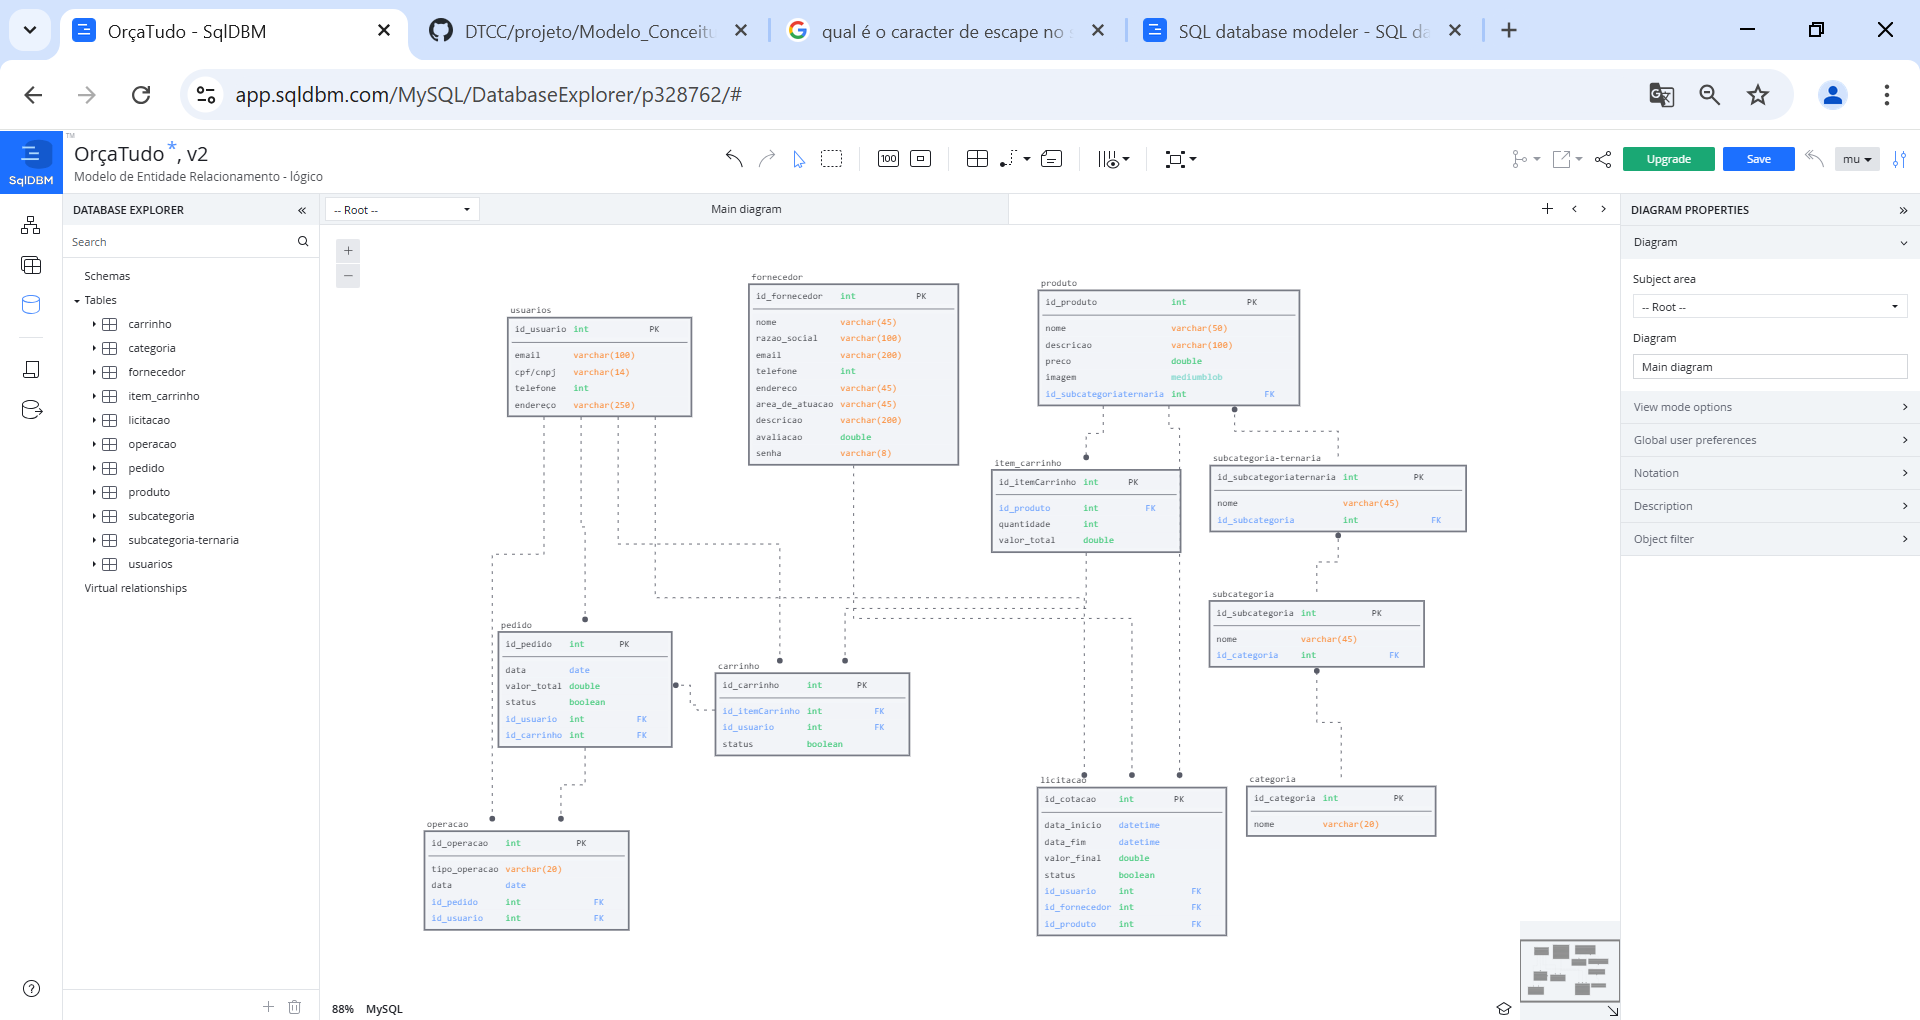 OrçaTudo - SqlDBM
DTCC/projeto/Modelo_Conceitu
qual é o caracter de escape no s
SQL database modeler - SQL da
app.sqldbm.com/MySQL/DatabaseExplorer/p328762/#
SqlDBM
TM
OrçaTudo*, v2
Modelo de Entidade Relacionamento - lógico
100
Upgrade
Save
mu
DATABASE EXPLORER
Search
Schemas
Tables
carrinho
categoria
fornecedor
item_carrinho
licitacao
operacao
pedido
produto
subcategoria
subcategoria-ternaria
usuarios
Virtual relationships
-- Root --
Main diagram
usuarios
id_usuario int PK
email varchar(100)
cpf/cnpj varchar(14)
telefone int
endereço varchar(250)
fornecedor
id_fornecedor int PK
nome varchar(45)
razao_social varchar(100)
email varchar(200)
telefone int
endereco varchar(45)
area_de_atuacao varchar(45)
descricao varchar(200)
avaliacao double
senha varchar(8)
produto
id_produto int PK
nome varchar(50)
descricao varchar(100)
preco double
imagem mediumblob
id_subcategoriaternaria int FK
item_carrinho
id_itemCarrinho int PK
id_produto int FK
quantidade int
valor_total double
subcategoria-ternaria
id_subcategoriaternaria int PK
nome varchar(45)
id_subcategoria int FK
subcategoria
id_subcategoria int PK
nome varchar(45)
id_categoria int FK
pedido
id_pedido int PK
data date
valor_total double
status boolean
id_usuario int FK
id_carrinho int FK
carrinho
id_carrinho int PK
id_itemCarrinho int FK
id_usuario int FK
status boolean
operacao
id_operacao int PK
tipo_operacao varchar(20)
data date
id_pedido int FK
id_usuario int FK
licitacao
id_cotacao int PK
data_inicio datetime
data_fim datetime
valor_final double
status boolean
id_usuario int FK
id_fornecedor int FK
id_produto int FK
categoria
id_categoria int PK
nome varchar(20)
88% MySQL
DIAGRAM PROPERTIES
Diagram
Subject area
-- Root --
Diagram
Main diagram
View mode options
Global user preferences
Notation
Description
Object filter